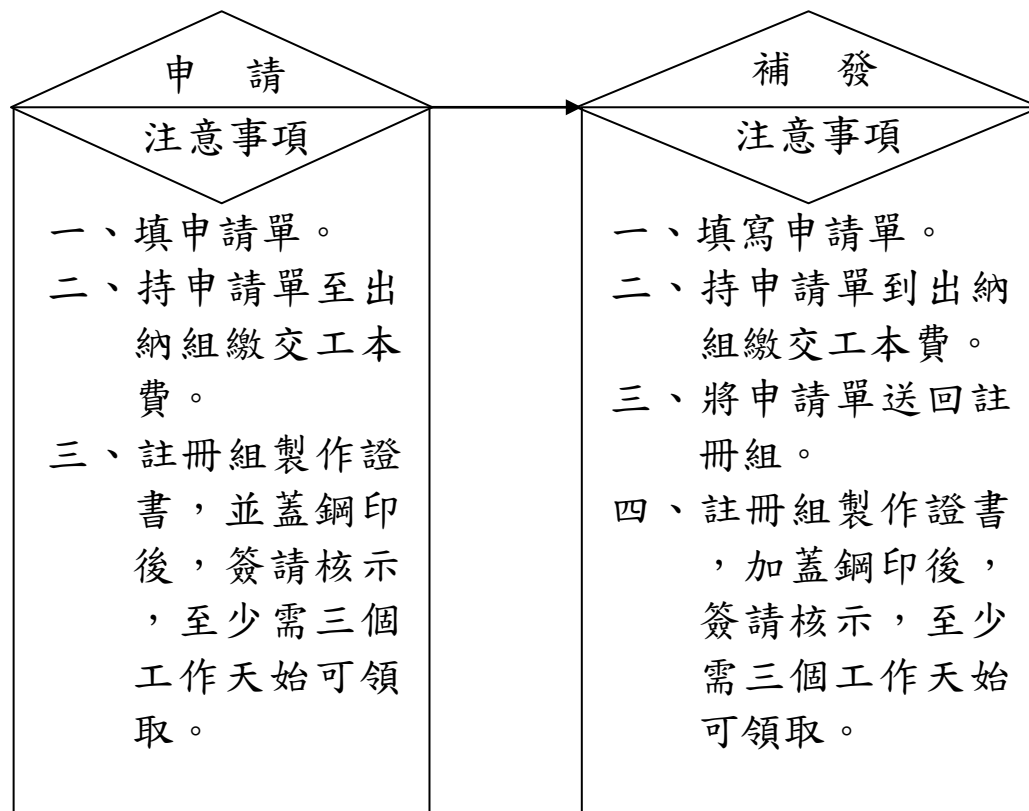 申 請
注意事項
一、填申請單。
二、持申請單至出
納組繳交工本
費。
三、註冊組製作證
書，並蓋鋼印
後，簽請核示
，至少需三個
工作天始可領
取。
補 發
注意事項
一、填寫申請單。
二、持申請單到出納
組繳交工本費。
三、將申請單送回註
冊組。
四、註冊組製作證書
，加蓋鋼印後，
簽請核示，至少
需三個工作天始
可領取。